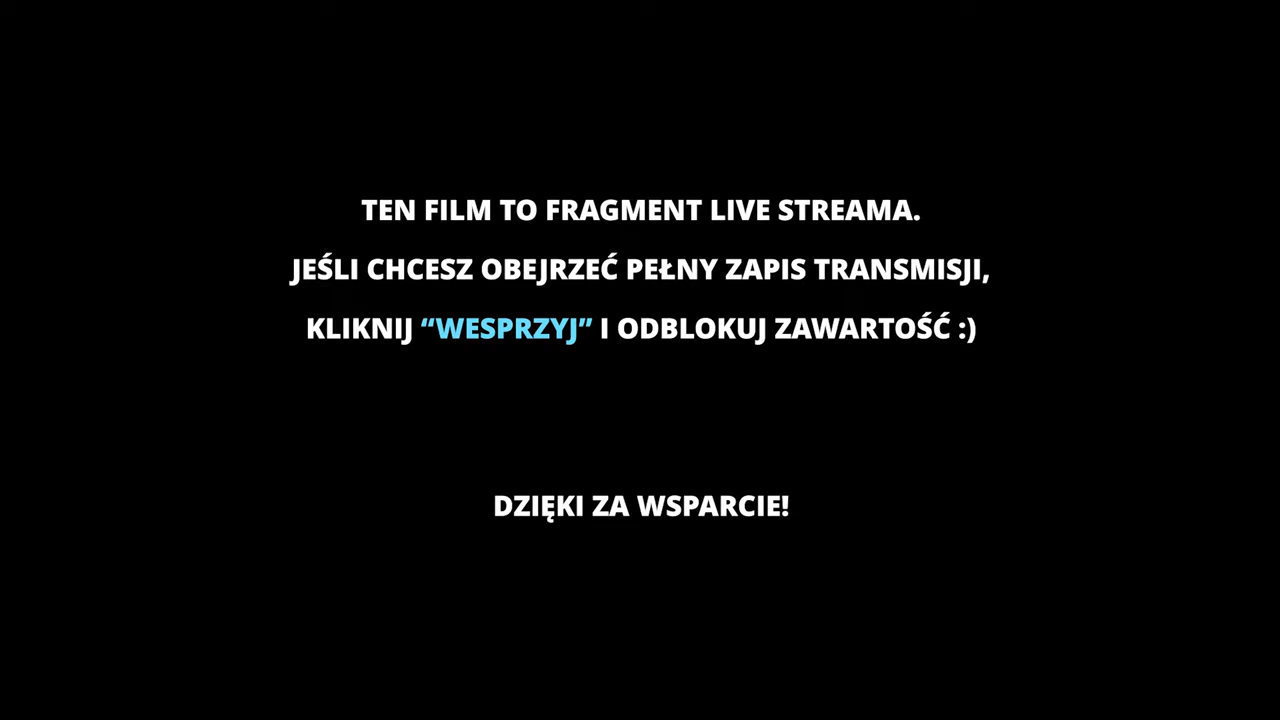 TEN FILM TO FRAGMENT LIVE STREAMA.
JEŚLI CHCESZ OBEJRZEĆ PEŁNY ZAPIS TRANSMISJI,
KLIKNIJ “WESPRZYJ” I ODBLOKUJ ZAWARTOŚĆ :)
DZIĘKI ZA WSPARCIE!